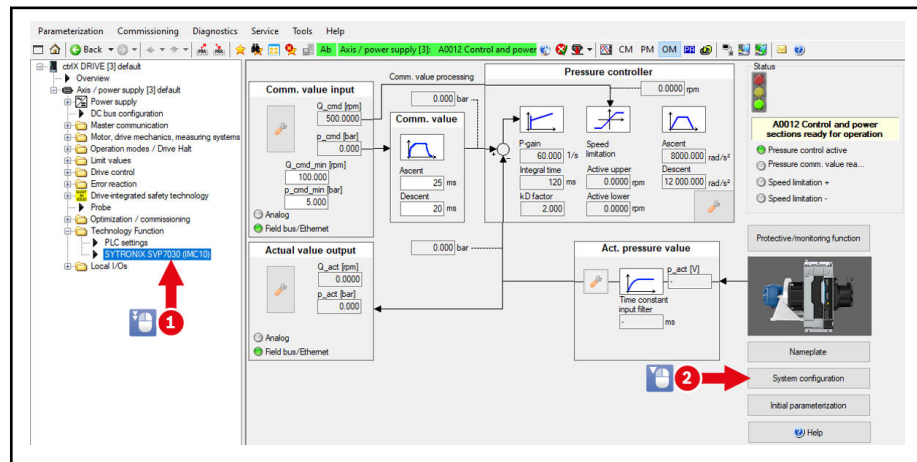 Parameterization Commissioning Diagnostics Service Tools Help
Back Ab Axis / power supply [3]: A0012 Control and power CM PM OM
ctrlX DRIVE [3] default
Overview
Axis / power supply [3] default
Power supply
DC bus configuration
Master communication
Motor, drive mechanics, measuring systems
Operation modes / Drive Halt
Limit values
Drive control
Error reaction
Drive-integrated safety technology
Probe
Optimization / commissioning
Technology Function
PLC settings
SYTRONIX SVP7030 (IMC10)
Local I/Os
1
Comm. value input
Q_cmd [rpm]
500.0000
p_cmd [bar]
0.000
Q_cmd_min [rpm]
100.000
p_cmd_min [bar]
5.000
Analog
Field bus/Ethernet
Comm. value processing
0.000 bar
Comm. value
Ascent
25 ms
Descent
20 ms
Pressure controller
0.0000 rpm
P-gain
60.000 1/s
Integral time
120 ms
kD factor
2.000
Speed
limitation
Active upper
0.0000 rpm
Active lower
0.0000 rpm
Ascent
8000.000 rad/s²
Descent
12 000.000 rad/s²
Actual value output
Q_act [rpm]
0.0000
p_act [bar]
0.000
Analog
Field bus/Ethernet
0.000 bar
Act. pressure value
p_act [V]
-
Time constant
input filter
- ms
Status
A0012 Control and power
sections ready for operation
Pressure control active
Pressure comm. value rea...
Speed limitation +
Speed limitation -
Protective/monitoring function
Nameplate
2
System configuration
Initial parameterization
Help